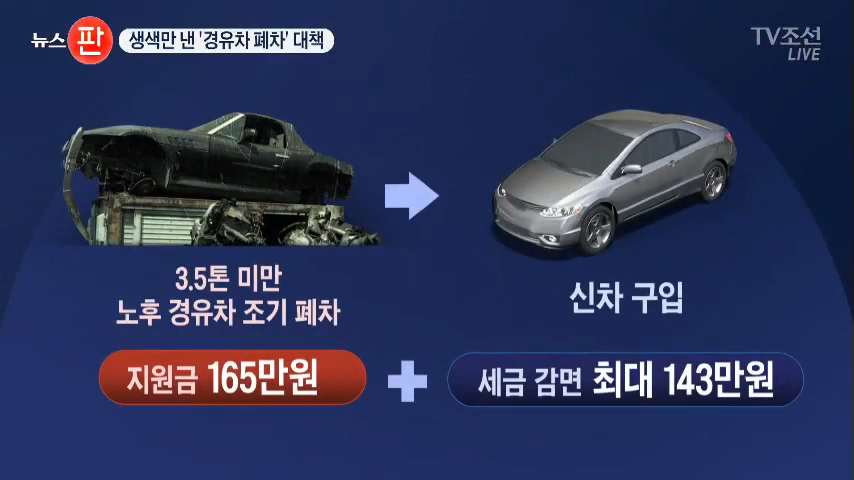 뉴스 판
생색만 낸 '경유차 폐차' 대책
TV조선
LIVE
3.5톤 미만
노후 경유차 조기 폐차
신차 구입
지원금 165만원
세금 감면 최대 143만원